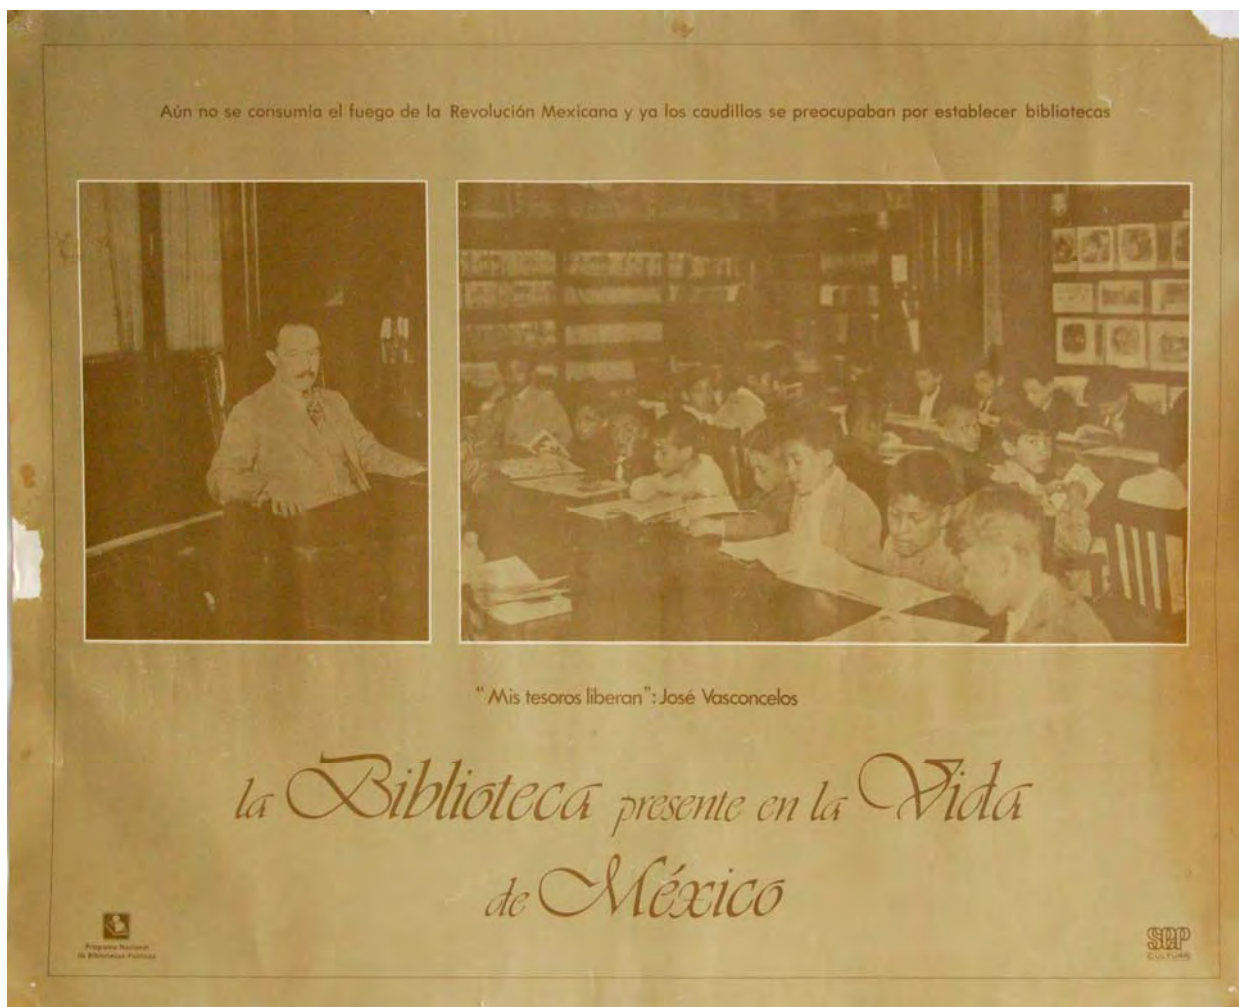 Aún no se consumía el fuego de la Revolución Mexicana y ya los caudillos se preocupaban por establecer bibliotecas
"Mis tesoros liberan": José Vasconcelos
la Biblioteca presente en la Vida
de México
Programa Nacional
de Bibliotecas Públicas
SEP
CULTURA